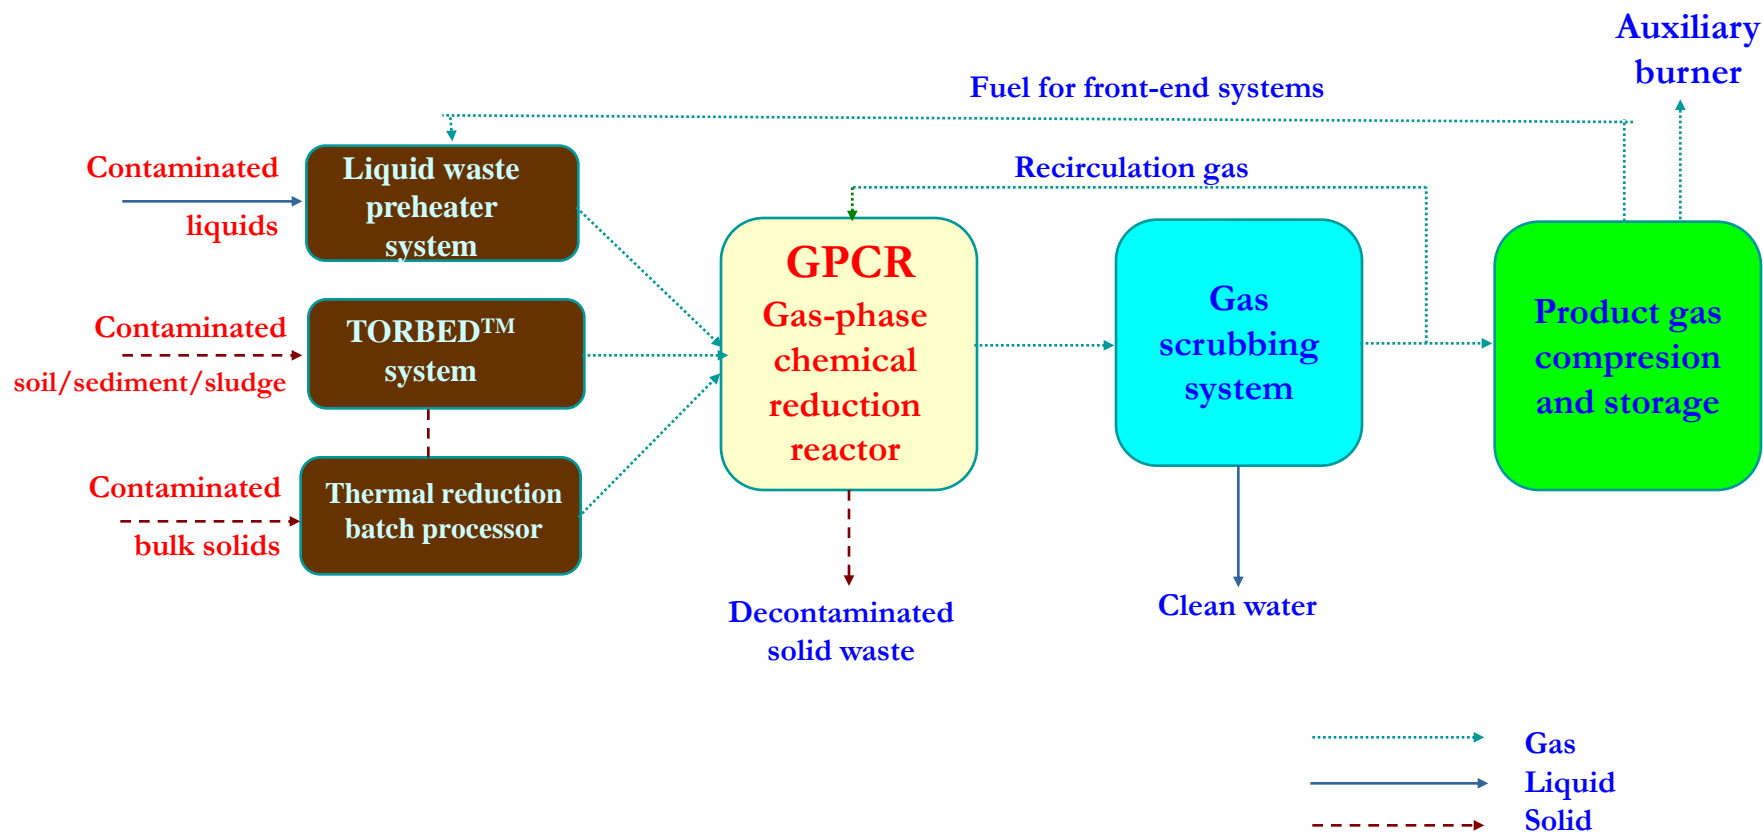 Auxiliary
burner
Fuel for front-end systems
Contaminated
liquids
Liquid waste
preheater
system
Recirculation gas
Contaminated
soil/sediment/sludge
TORBED™
system
Contaminated
bulk solids
Thermal reduction
batch processor
GPCR
Gas-phase
chemical
reduction
reactor
Gas
scrubbing
system
Product gas
compresion
and storage
Decontaminated
solid waste
Clean water
Gas
Liquid
Solid